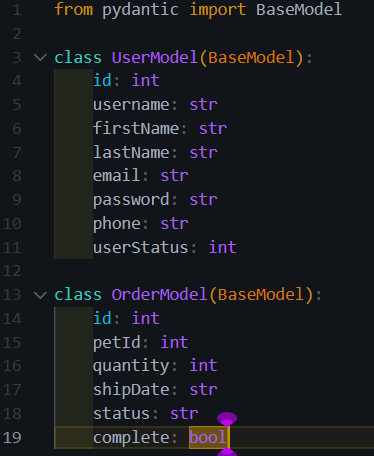 1 from pydantic import BaseModel
2
3 class UserModel(BaseModel):
4     id: int
5     username: str
6     firstName: str
7     lastName: str
8     email: str
9     password: str
10     phone: str
11     userStatus: int
12
13 class OrderModel(BaseModel):
14     id: int
15     petId: int
16     quantity: int
17     shipDate: str
18     status: str
19     complete: bool